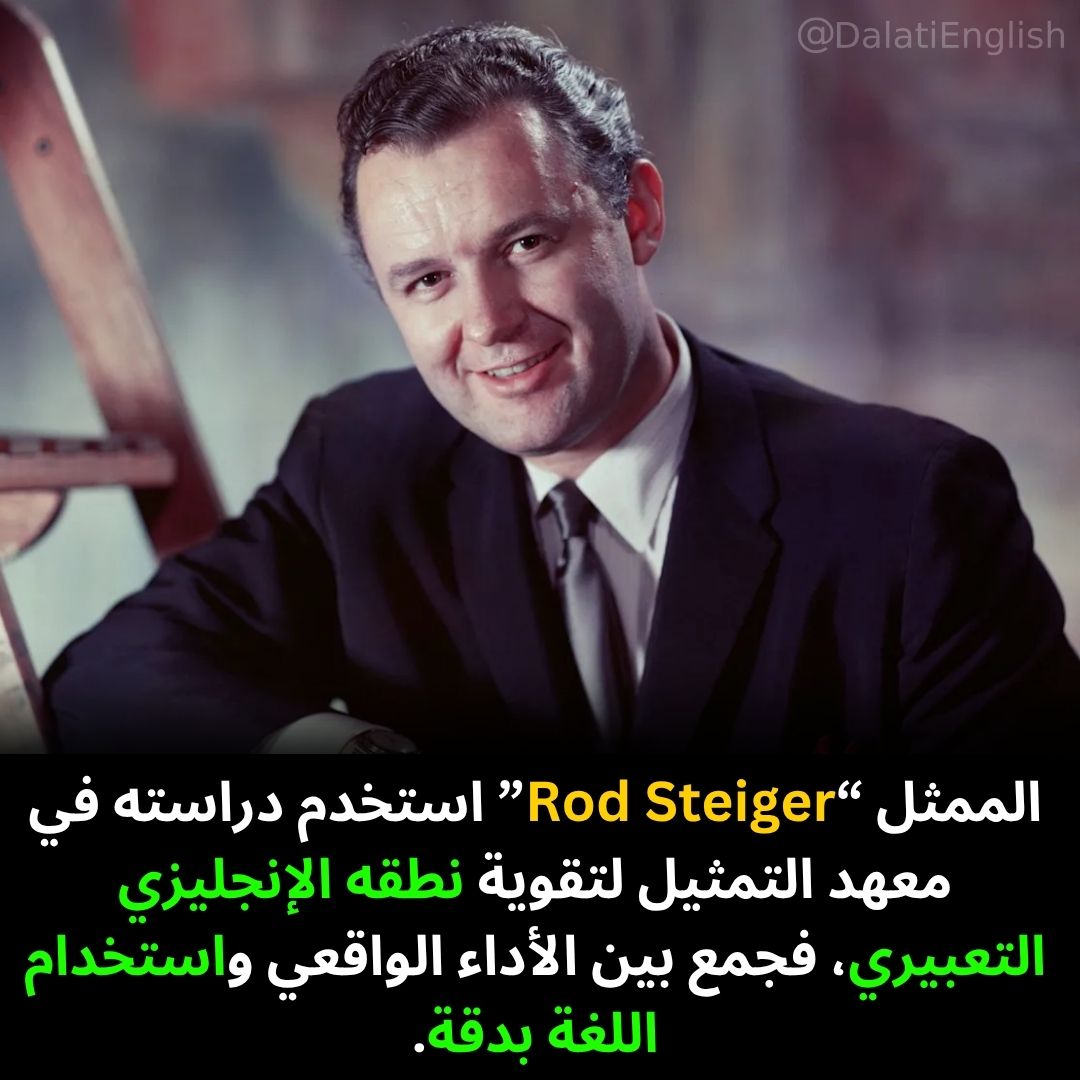 @DalatiEnglish
الممثل “Rod Steiger” استخدم دراسته في
معهد التمثيل لتقوية نطقه الإنجليزي
التعبيري، فجمع بين الأداء الواقعي واستخدام
اللغة بدقة.